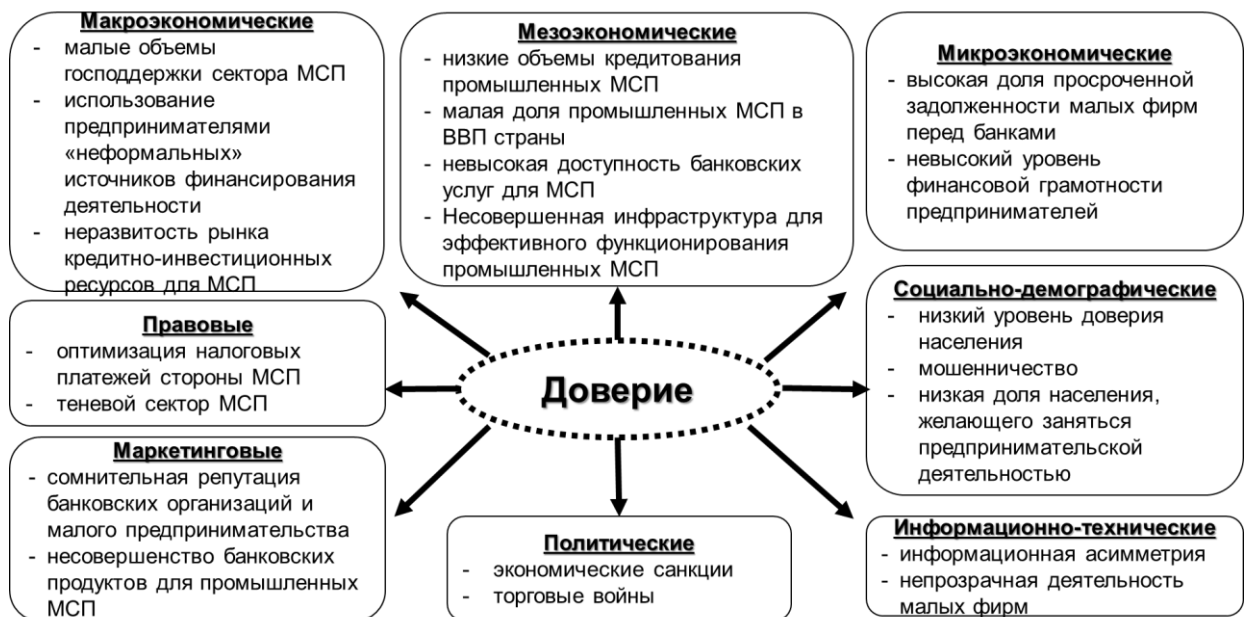 Макроэкономические
- малые объемы
господдержки сектора МСП
- использование
предпринимателями
«неформальных»
источников финансирования
деятельности
- неразвитость рынка
кредитно-инвестиционных
ресурсов для МСП
Мезоэкономические
- низкие объемы кредитования
промышленных МСП
- малая доля промышленных МСП в
ВВП страны
- невысокая доступность банковских
услуг для МСП
- Несовершенная инфраструктура для
эффективного функционирования
промышленных МСП
Микроэкономические
- высокая доля просроченной
задолженности малых фирм
перед банками
- невысокий уровень
финансовой грамотности
предпринимателей
Правовые
- оптимизация налоговых
платежей стороны МСП
- теневой сектор МСП
Доверие
Социально-демографические
- низкий уровень доверия
населения
- мошенничество
- низкая доля населения,
желающего заняться
предпринимательской
деятельностью
Маркетинговые
- сомнительная репутация
банковских организаций и
малого предпринимательства
- несовершенство банковских
продуктов для промышленных
МСП
Политические
- экономические санкции
- торговые войны
Информационно-технические
- информационная асимметрия
- непрозрачная деятельность
малых фирм